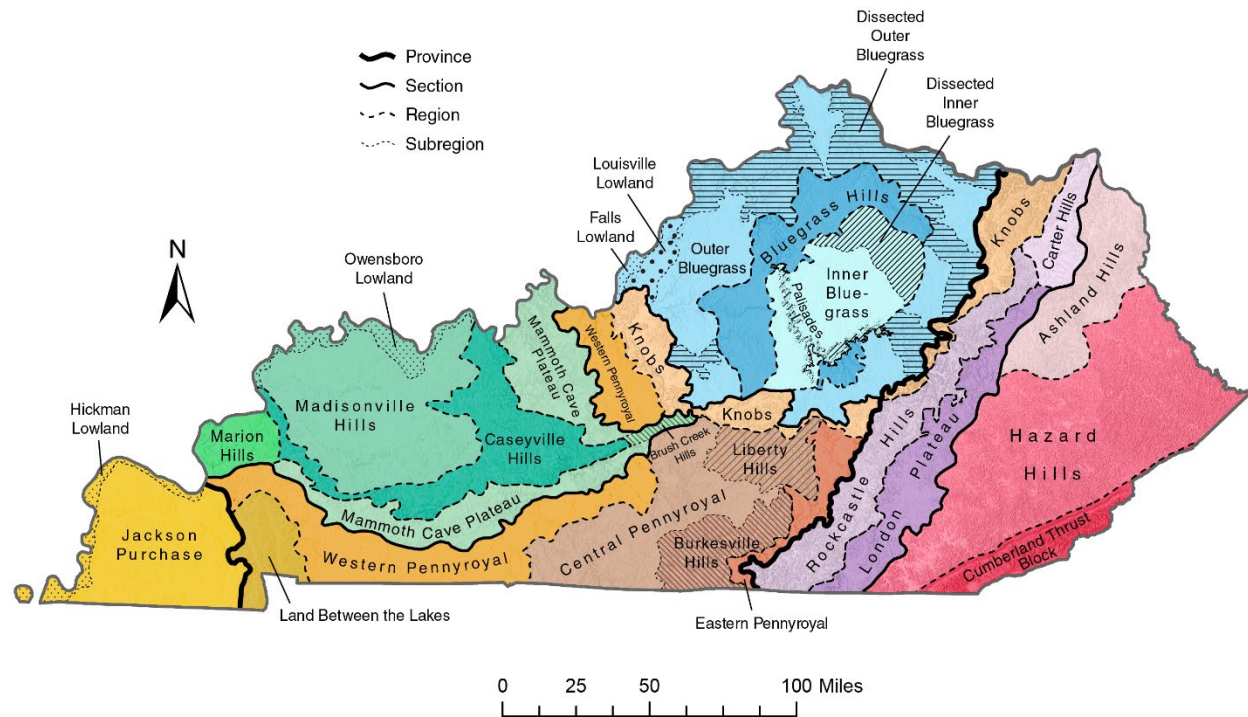 Province
Section
Region
Subregion
N
Dissected
Outer
Bluegrass
Dissected
Inner
Bluegrass
Louisville
Lowland
Falls
Lowland
Owensboro
Lowland
Hickman
Lowland
Bluegrass Hills
Outer
Bluegrass
Inner
Blue-
grass
Palisades
Knobs
Carter Hills
Ashland Hills
Mammoth Cave
Plateau
Western Pennyroyal
Knobs
Knobs
Madisonville
Hills
Caseyville
Hills
Marion
Hills
Brush Creek
Hills
Liberty
Hills
Hazard
Hills
Mammoth Cave Plateau
Jackson
Purchase
Western Pennyroyal
Central Pennyroyal
Burkesville
Hills
Rockcastle Hills
London Plateau
Cumberland Thrust
Block
Land Between the Lakes
Eastern Pennyroyal
0 25 50 100 Miles